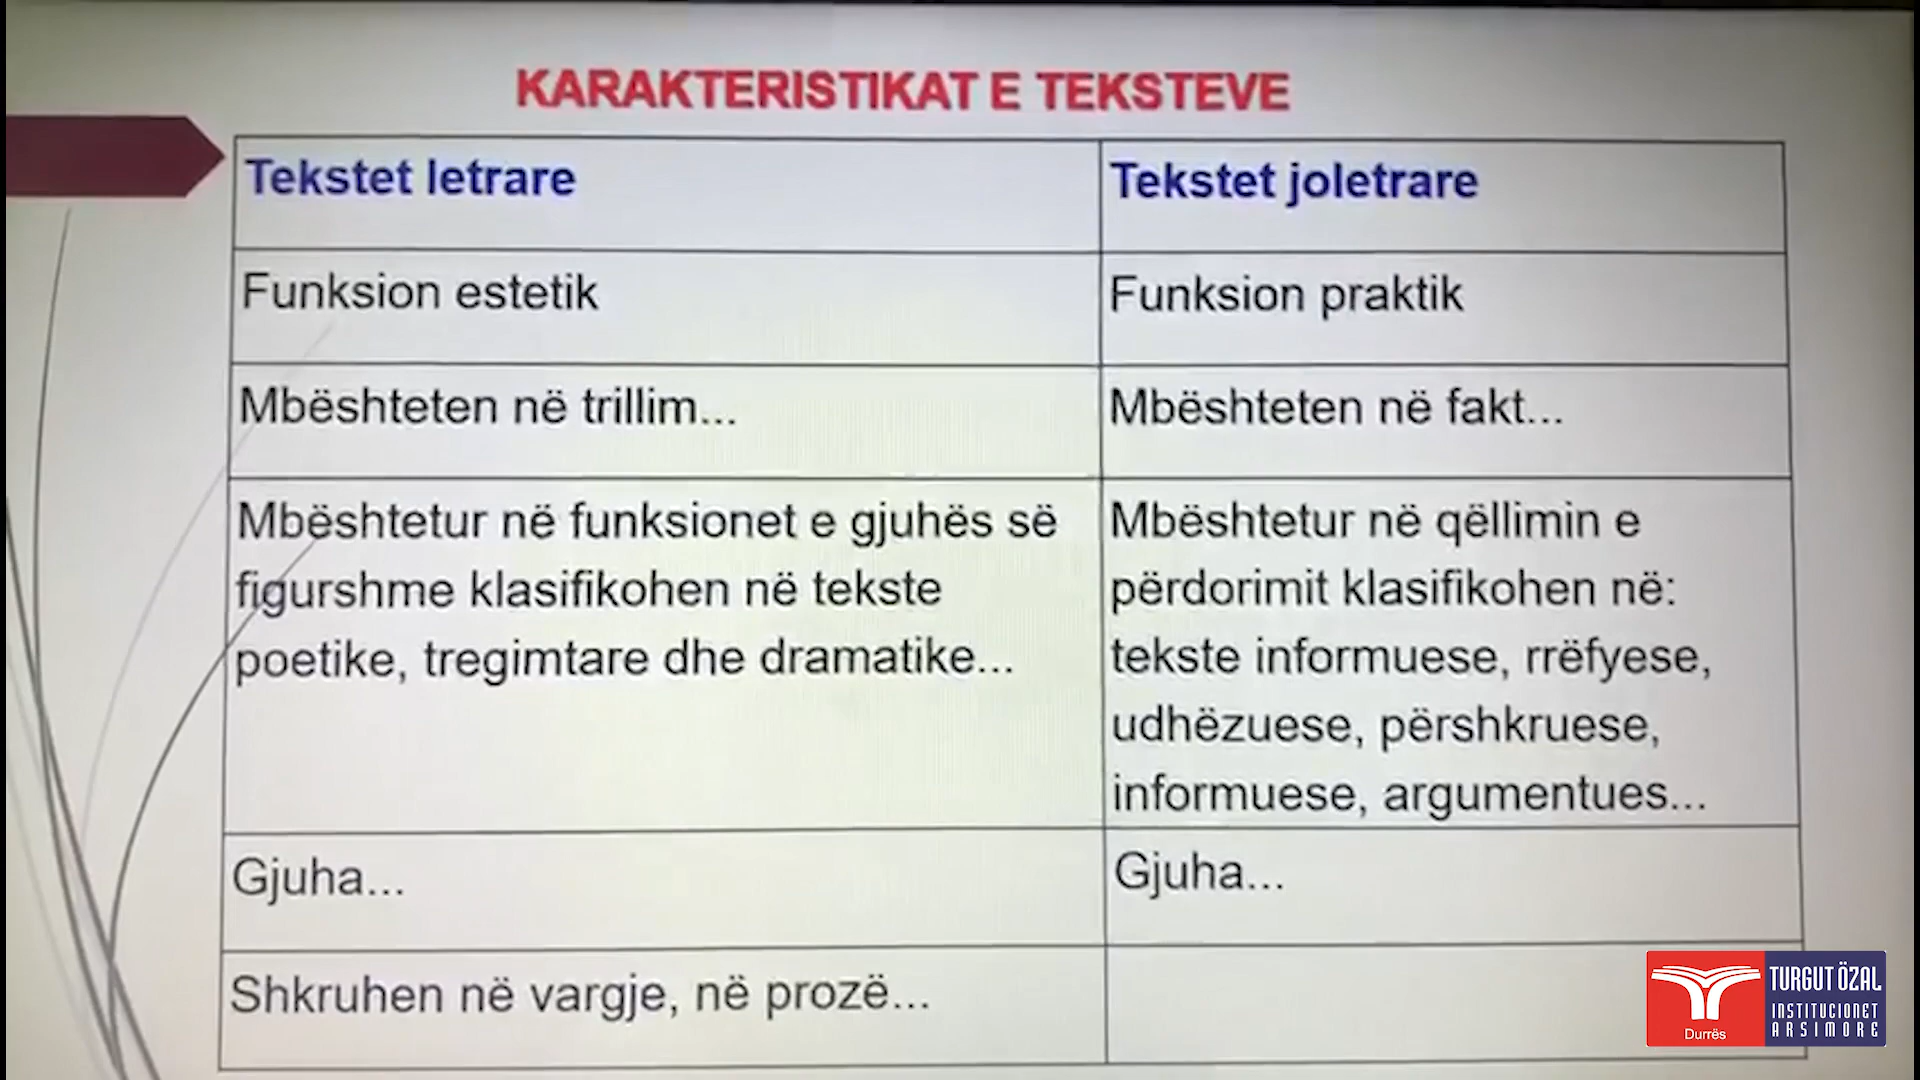 KARAKTERISTIKAT E TEKSTEVE
Tekstet letrare
Tekstet joletrare
Funksion estetik
Funksion praktik
Mbështeten në trillim...
Mbështeten në fakt...
Mbështetur në funksionet e gjuhës së
figurshme klasifikohen në tekste
poetike, tregimtare dhe dramatike...
Mbështetur në qëllimin e
përdorimit klasifikohen në:
tekste informuese, rrëfyese,
udhëzuese, përshkruese,
informuese, argumentues...
Gjuha...
Gjuha...
Shkruhen në vargje, në prozë...
Durrës
TURGUT ÖZAL
INSTITUCIONET
ARSIMORE